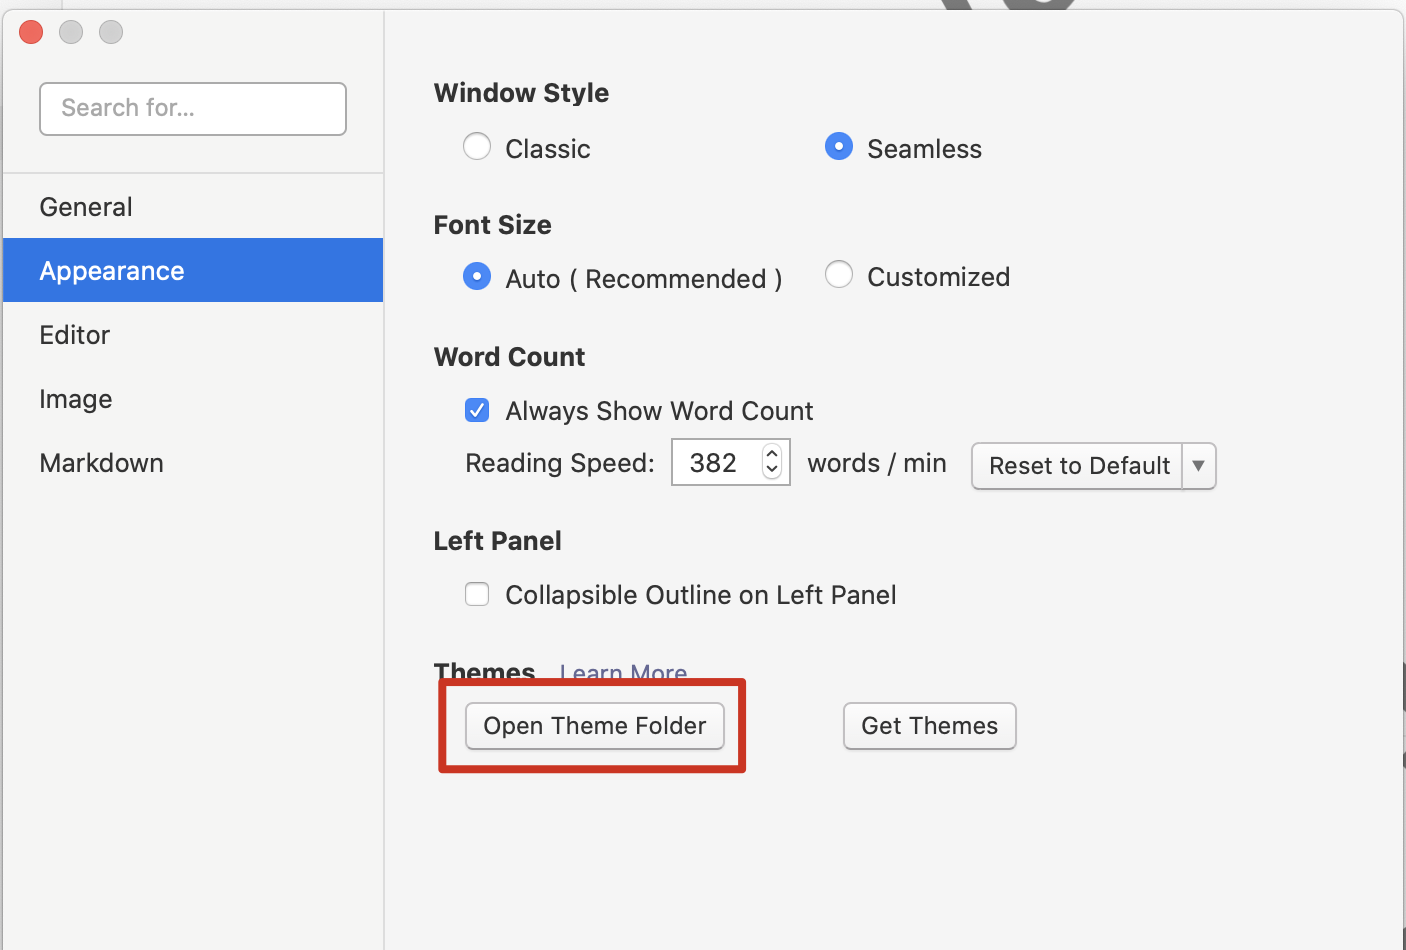 Search for...
General
Appearance
Editor
Image
Markdown
Window Style
Classic Seamless
Font Size
Auto ( Recommended ) Customized
Word Count
Always Show Word Count
Reading Speed: 382 words / min Reset to Default
Left Panel
Collapsible Outline on Left Panel
Themes Learn More
Open Theme Folder Get Themes